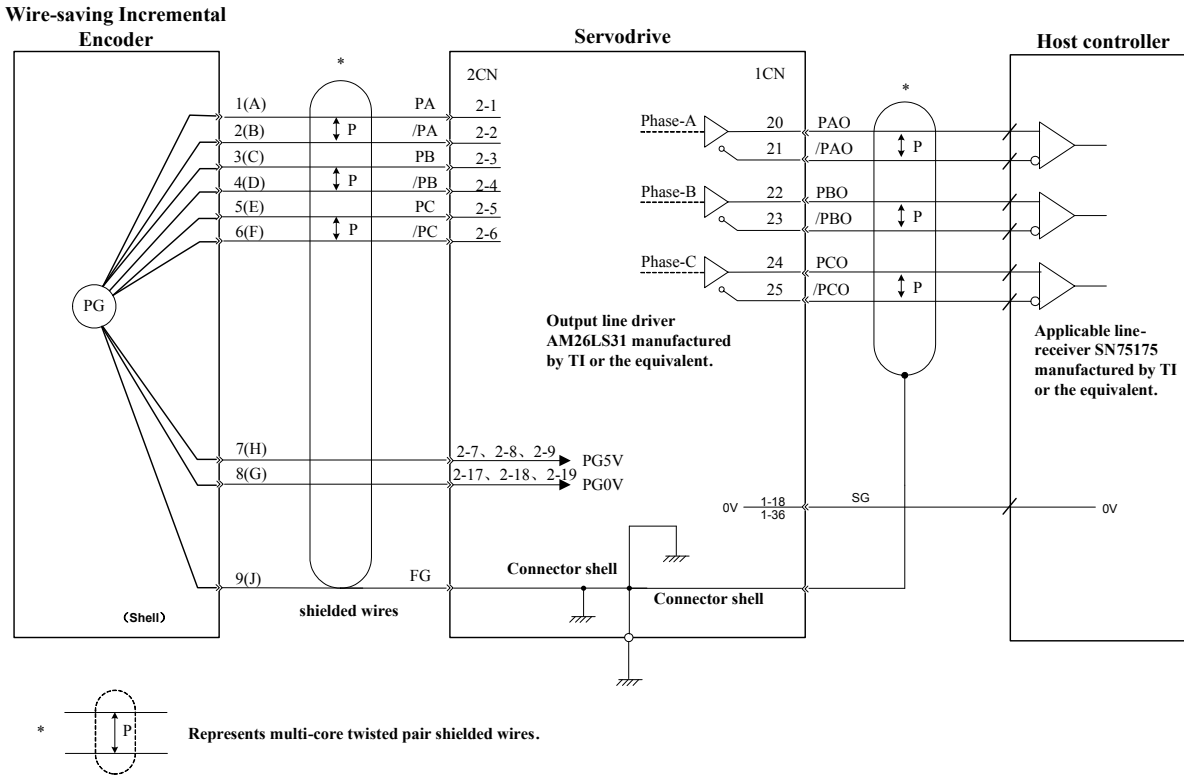 Wire-saving Incremental
Encoder
Servodrive
Host controller
*
2CN
1CN
*
1(A) PA 2-1
P
2(B) /PA 2-2
3(C) PB 2-3
P
4(D) /PB 2-4
5(E) PC 2-5
P
6(F) /PC 2-6
PG
Phase-A 20 PAO
P
21 /PAO
Phase-B 22 PBO
P
23 /PBO
Phase-C 24 PCO
P
25 /PCO
Output line driver
AM26LS31 manufactured
by TI or the equivalent.
Applicable line-
receiver SN75175
manufactured by TI
or the equivalent.
7(H) 2-7、2-8、2-9 PG5V
8(G) 2-17、2-18、2-19 PG0V
0V 1-18 SG 0V
1-36
9(J) FG Connector shell
Connector shell
(Shell)
shielded wires
* P Represents multi-core twisted pair shielded wires.